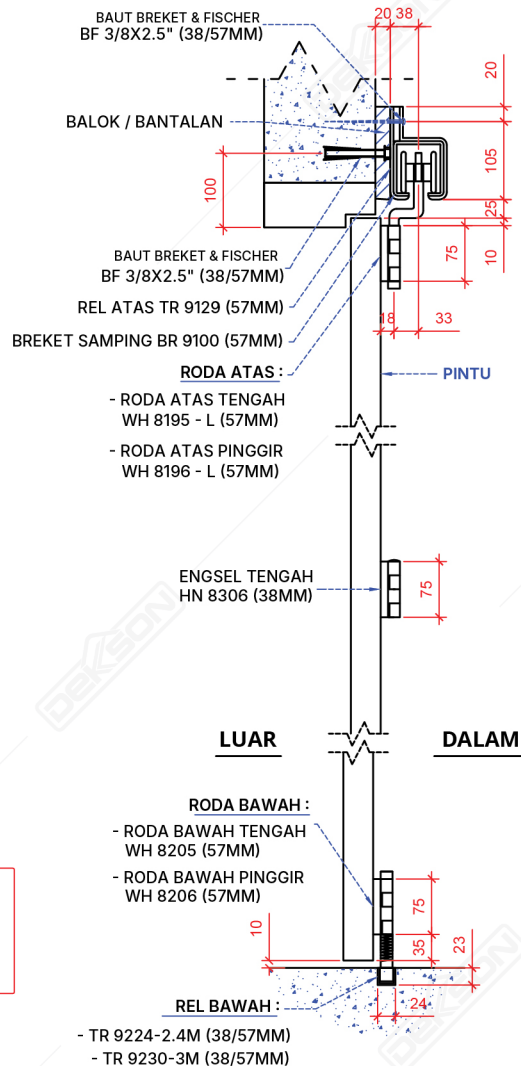 BAUT BREKET & FISCHER
BF 3/8X2.5" (38/57MM)
20 38
20
BALOK / BANTALAN
105
100
25
10
75
BAUT BREKET & FISCHER
BF 3/8X2.5" (38/57MM)
REL ATAS TR 9129 (57MM)
18
33
BREKET SAMPING BR 9100 (57MM)
RODA ATAS :
PINTU
- RODA ATAS TENGAH
WH 8195 - L (57MM)
- RODA ATAS PINGGIR
WH 8196 - L (57MM)
ENGSEL TENGAH
HN 8306 (38MM)
75
DEKSON
LUAR
DALAM
RODA BAWAH :
- RODA BAWAH TENGAH
WH 8205 (57MM)
- RODA BAWAH PINGGIR
WH 8206 (57MM)
75
10
35
23
24
REL BAWAH :
- TR 9224-2.4M (38/57MM)
- TR 9230-3M (38/57MM)
DEKSON